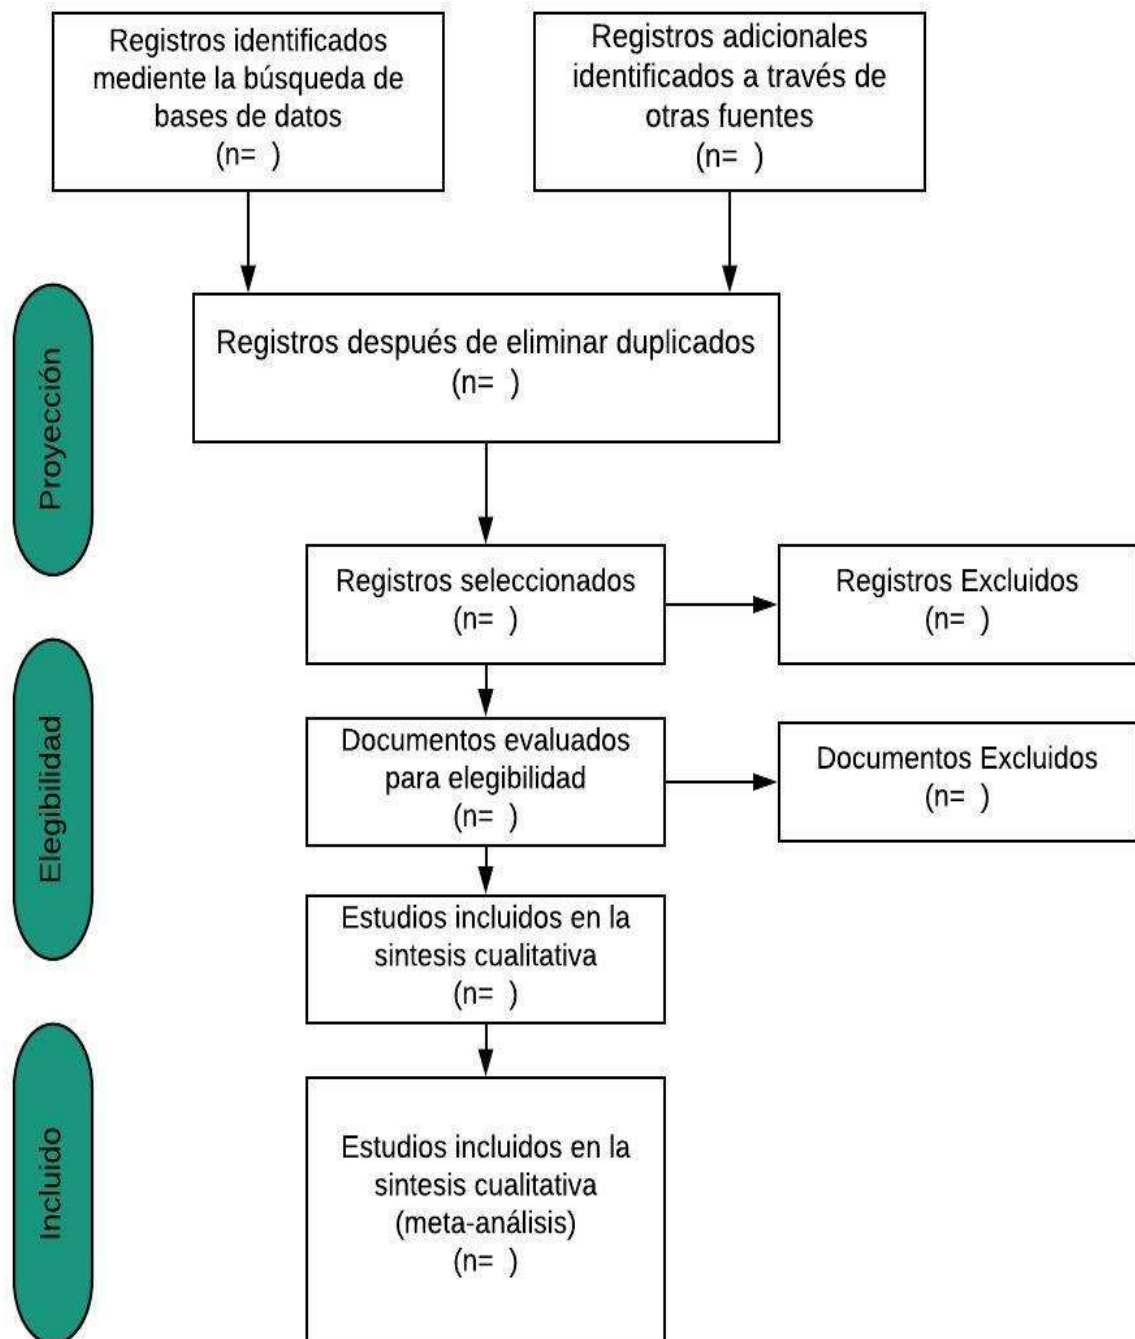 Registros identificados
mediente la búsqueda de
bases de datos
(n=  )
Registros adicionales
identificados a través de
otras fuentes
(n=  )
Proyección
Registros después de eliminar duplicados
(n=  )
Registros seleccionados
(n=  )
Registros Excluidos
(n=  )
Elegibilidad
Documentos evaluados
para elegibilidad
(n=  )
Documentos Excluidos
(n=  )
Estudios incluidos en la
sintesis cualitativa
(n=  )
Incluido
Estudios incluidos en la
sintesis cualitativa
(meta-análisis)
(n=  )